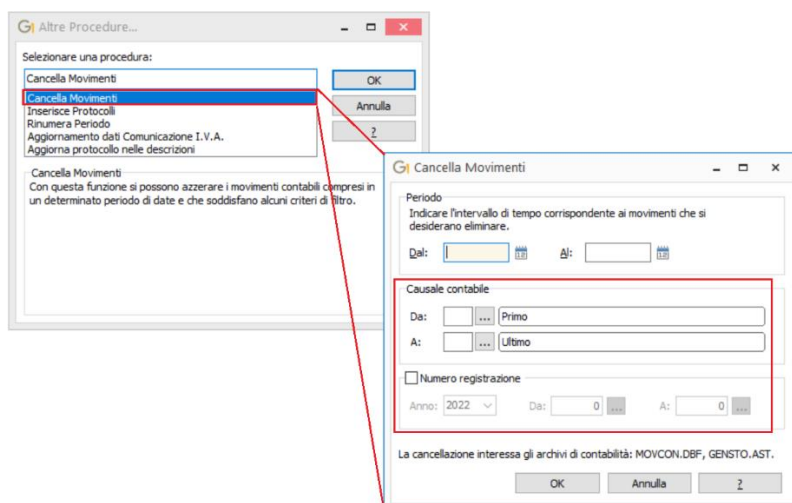 Altre Procedure...
Selezionare una procedura:
Cancella Movimenti
OK
Cancella Movimenti
Inserisce Protocolli
Rinumera Periodo
Aggiornamento dati Comunicazione I.V.A.
Aggiorna protocollo nelle descrizioni
Annulla
?
Cancella Movimenti
Con questa funzione si possono azzerare i movimenti contabili compresi in
un determinato periodo di date e che soddisfano alcuni criteri di filtro.
Cancella Movimenti
Periodo
Indicare l'intervallo di tempo corrispondente ai movimenti che si
desiderano eliminare.
Dal: 12 Al: 12
Causale contabile
Da: ... Primo
A: ... Ultimo
Numero registrazione
Anno: 2022 Da: 0 ... A: 0 ...
La cancellazione interessa gli archivi di contabilità: MOVCON.DBF, GENSTO.AST.
OK Annulla ?